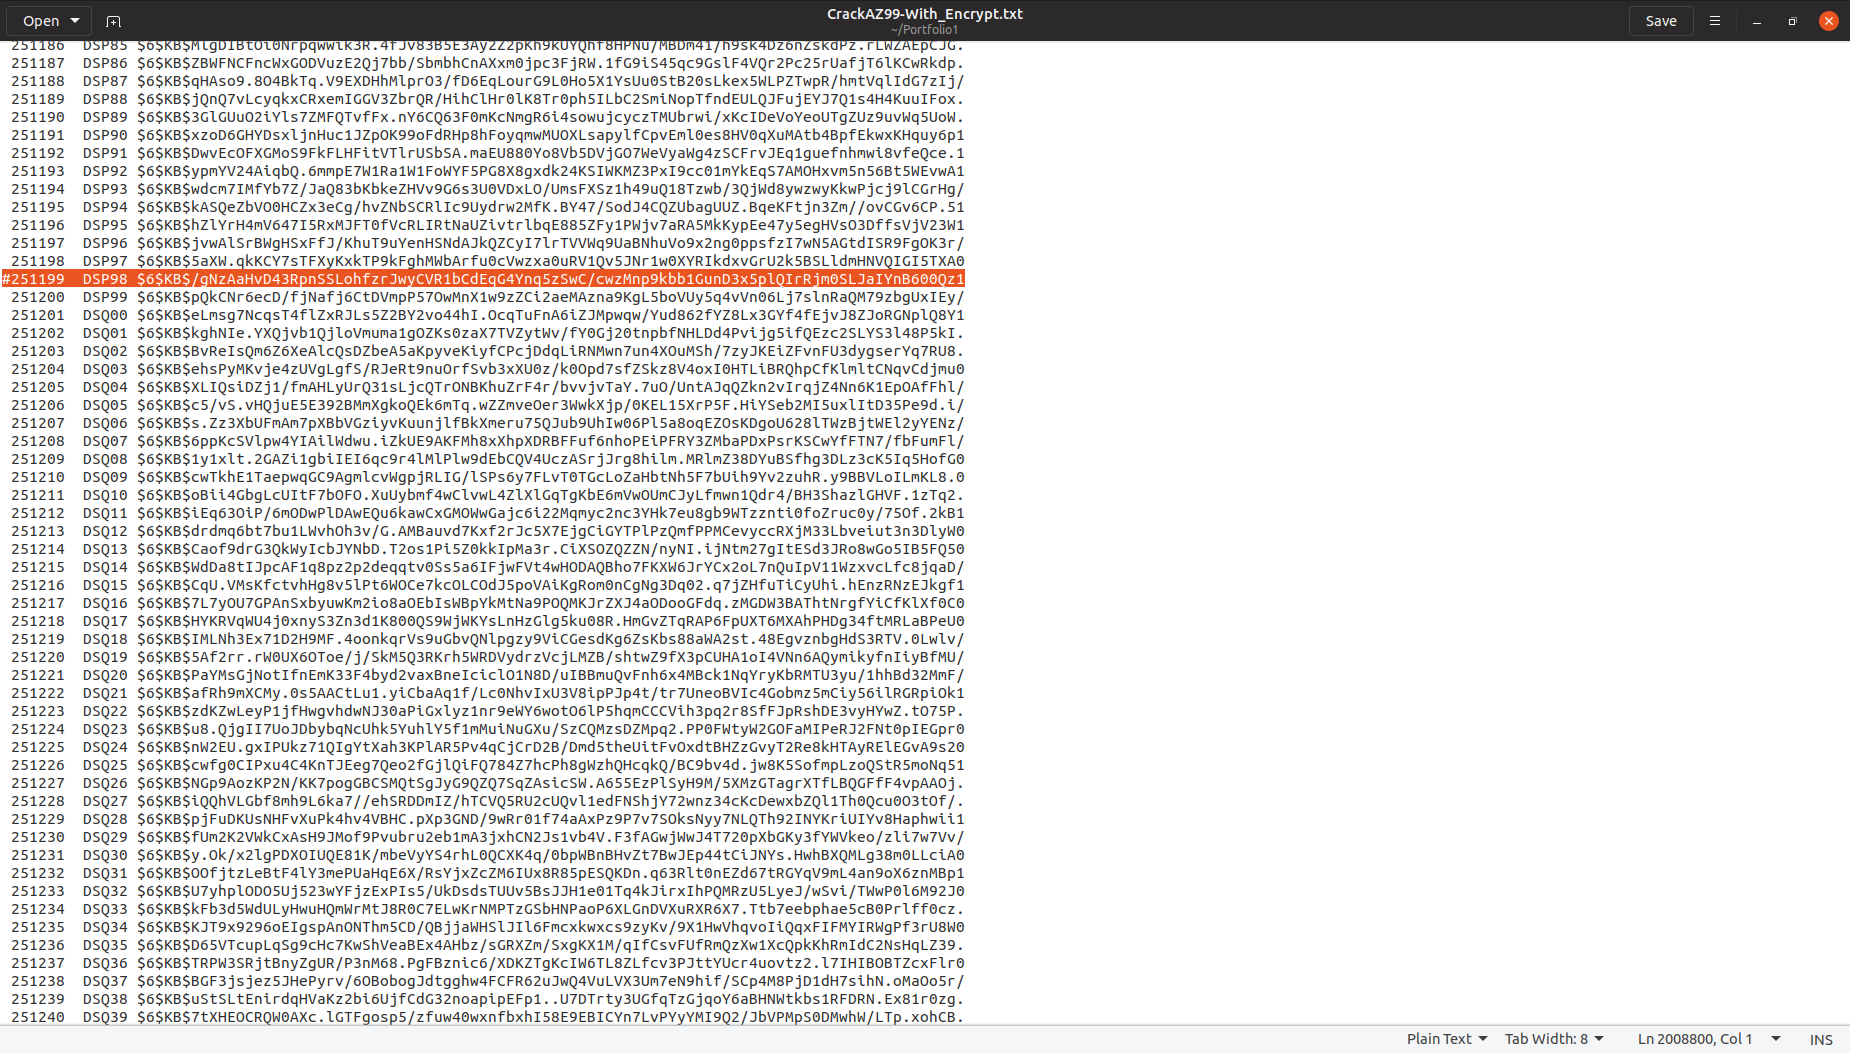 Open
CrackAZ99-With_Encrypt.txt
~/Portfolio1
Save
251186 DSP85 $6$KB$MlgDIBtOl0Nrpqwwik3R.4fJv83B5E3Ay2Z2pKh9kUYQhf8HPNu/MBDm41/h9sk4Dz6nZskdPz.rLWZAEpCJG.
251187 DSP86 $6$KB$ZBWFNCFncWxGODVuzE2Qj7bb/SbmbhCnAXxm0jpc3FjRW.1fG9iS45qc9GslF4VQr2Pc25rUafjT6lKCwRkdp.
251188 DSP87 $6$KB$qHAso9.8O4BkTq.V9EXDHhMlprO3/fD6EqLourG9L0Ho5X1YsUu0StB20sLkex5WLPZTwpR/hmtVqlIdG7zIj/
251189 DSP88 $6$KB$jQnQ7vLcyqkxCRxemIGGV3ZbrQR/HihClHr0lK8Tr0ph5ILbC2SmiNopTfndEULQJFujEYJ7Q1s4H4KuuIFox.
251190 DSP89 $6$KB$3GlGUuO2iYls7ZMFQTvfFx.nY6CQ63F0mKcNmgR6i4sowujcyczTMUbrwi/xKcIDeVoYeoUTgZUz9uvWq5UoW.
251191 DSP90 $6$KB$xzoD6GHYDsxljnHuc1JZpOK99oFdRHp8hFoyqmwMUOXLsapylfCpvEml0es8HV0qXuMAtb4BpfEkwxKHquy6p1
251192 DSP91 $6$KB$DwvEcOFXGMoS9FkFLHFitVTlrUSbSA.maEU880Yo8Vb5DVjGO7WeVyaWg4zSCFrvJEq1guefnhmwi8vfeQce.1
251193 DSP92 $6$KB$ypmYV24AiqbQ.6mmpE7W1Ra1W1FoWYF5PG8X8gxdk24KSIWKMZ3PxI9cc01mYkEqS7AMOHxvm5n56Bt5WEvwA1
251194 DSP93 $6$KB$wdcm7IMfYb7Z/JaQ83bKbkeZHVv9G6s3U0VDxLO/UmsFXSz1h49uQ18Tzwb/3QjWd8ywzwyKkwPjcj9lCGrHg/
251195 DSP94 $6$KB$kASQeZbVO0HCZx3eCg/hvZNbSCRlIc9Uydrw2MfK.BY47/SodJ4CQZUbagUUZ.BqeKFtjn3Zm//ovCGv6CP.51
251196 DSP95 $6$KB$hZlYrH4mV647I5RxMJFT0fVcRLIRtNaUZivtrlbqE885ZFy1PWjv7aRA5MkKypEe47y5egHVsO3DffsVjV23W1
251197 DSP96 $6$KB$jvwAlSrBWgHSxFfJ/KhuT9uYenHSNdAJkQZCyI7lrTVVWq9UaBNhuVo9x2ng0ppsfzI7wN5AGtdISR9FgOK3r/
251198 DSP97 $6$KB$5aXW.qkKCY7sTFXyKxkTP9kFghMWbArfu0cVwzxa0uRV1Qv5JNr1w0XYRIkdxvGrU2k5BSLldmHNVQIGI5TXA0
#251199 DSP98 $6$KB$/gNzAaHvD43RpnSSLohfzrJwyCVR1bCdEqG4Ynq5zSwC/cwzMnp9kbb1GunD3x5plQIrRjm0SLJaIYnB600Qz1
251200 DSP99 $6$KB$pQkCNr6ecD/fjNafj6CtDVmpP57OwMnX1w9zZCi2aeMAzna9KgL5boVUy5q4vVn06Lj7slnRaQM79zbgUxIEy/
251201 DSQ00 $6$KB$eLmsg7NcqsT4flZxRJLs5Z2BY2vo44hI.OcqTuFnA6iZJMpwqw/Yud862fYZ8Lx3GYf4fEjvJ8ZJoRGNplQ8Y1
251202 DSQ01 $6$KB$kghNIe.YXQjvb1QjloVmuma1gOZKs0zaX7TVZytWv/fY0Gj20tnpbfNHLDd4Pvijg5ifQEzc2SLYS3l48P5kI.
251203 DSQ02 $6$KB$BvReIsQm6Z6XeAlcQsDZbeA5aKpyveKiyfCPcjDdqLiRNMwn7un4XOuMSh/7zyJKEiZFvnFU3dygserYq7RU8.
251204 DSQ03 $6$KB$ehsPyMKvje4zUVgLgfS/RJeRt9nuOrfSvb3xXU0z/k0Opd7sfZSkz8V4oxI0HTLiBRQhpCfKlmltCNqvCdjmu0
251205 DSQ04 $6$KB$XLIQsiDZj1/fmAHLyUrQ31sLjcQTrONBKhuZrF4r/bvvjvTaY.7uO/UntAJqQZkn2vIrqjZ4Nn6K1EpOAfFhl/
251206 DSQ05 $6$KB$c5/vS.vHQjuE5E392BMmXgkoQEk6mTq.wZZmveOer3WwkXjp/0KEL15XrP5F.HiYSeb2MI5uxlItD35Pe9d.i/
251207 DSQ06 $6$KB$s.Zz3XbUFmAm7pXBbVGziyvKuunjlfBkXmeru75QJub9UhIw06Pl5a8oqEZOsKDgoU628lTWzBjtWEl2yYENz/
251208 DSQ07 $6$KB$6ppKcSVlpw4YIAilWdwu.iZkUE9AKFMh8xXhpXDRBFFuf6nhoPEiPFRY3ZMbaPDxPsrKSCwYfFTN7/fbFumFl/
251209 DSQ08 $6$KB$1y1xlt.2GAZi1gbiIEI6qc9r4lMlPlw9dEbCQV4UczASrjJrg8hilm.MRlmZ38DYuBSfhg3DLz3cK5Iq5HofG0
251210 DSQ09 $6$KB$cwTkhE1TaepwqGC9AgmlcvWgpjRLIG/lSPs6y7FLvT0TGcLoZaHbtNh5F7bUih9Yv2zuhR.y9BBVLoILmKL8.0
251211 DSQ10 $6$KB$oBii4GbgLcUItF7bOFO.XuUybmf4wClvwL4ZlXlGqTgKbE6mVwOUmCJyLfmwn1Qdr4/BH3ShazlGHVF.1zTq2.
251212 DSQ11 $6$KB$iEq63OiP/6mODwPlDAwEQu6kawCxGMOWwGajc6i22Mqmyc2nc3YHk7eu8gb9WTzznti0foZruc0y/75Of.2kB1
251213 DSQ12 $6$KB$drdmq6bt7bu1LWvhOh3v/G.AMBauvd7Kxf2rJc5X7EjgCiGYTPlPzQmfPPMCevyccRXjM33Lbveiut3n3DlyW0
251214 DSQ13 $6$KB$Caof9drG3QkWyIcbJYNbD.T2os1Pi5Z0kkIpMa3r.CiXSOZQZZN/nyNI.ijNtm27gItESd3JRo8wGo5IB5FQ50
251215 DSQ14 $6$KB$WdDa8tIJpcAF1q8pz2p2deqqtv0Ss5a6IFjwFVt4wHODAQBho7FKXW6JrYCx2oL7nQuIpV11WzxvcLfc8jqaD/
251216 DSQ15 $6$KB$CqU.VMsKfctvhHg8v5lPt6WOCe7kcOLCOdJ5poVAiKgRom0nCgNg3Dq02.q7jZHfuTiCyUhi.hEnzRNzEJkgf1
251217 DSQ16 $6$KB$7L7yOU7GPAnSxbyuwKm2io8aOEbIsWBpYkMtNa9POQMKJrZXJ4aODooGFdq.zMGDW3BAThtNrgfYiCfKlXf0C0
251218 DSQ17 $6$KB$HYKRVqWU4j0xnyS3Zn3d1K800QS9WjWKYsLnHzGlg5ku08R.HmGvZTqRAP6FpUXT6MXAhPHDg34ftMRLaBPeU0
251219 DSQ18 $6$KB$IMLNh3Ex71D2H9MF.4oonkqrVs9uGbvQNlpgzy9ViCGesdKg6ZsKbs88aWA2st.48EgvznbgHdS3RTV.0Lwlv/
251220 DSQ19 $6$KB$5Af2rr.rW0UX6OToe/j/SkM5Q3RKrh5WRDVydrzVcjLMZB/shtwZ9fX3pCUHA1oI4VNn6AQymikyfnIiyBfMU/
251221 DSQ20 $6$KB$PaYMsGjNotIfnEmK33F4byd2vaxBneIciclO1N8D/uIBBmuQvFnh6x4MBck1NqYryKbRMTU3yu/1hhBd32MmF/
251222 DSQ21 $6$KB$afRh9mXCMy.0s5AACtLu1.yiCbaAq1f/Lc0NhvIxU3V8ipPJp4t/tr7UneoBVIc4Gobmz5mCiy56ilRGRpiOk1
251223 DSQ22 $6$KB$zdKZwLeyP1jfHwgvhdwNJ30aPiGxlyz1nr9eWY6wotO6lP5hqmCCCVih3pq2r8SfFJpRshDE3vyHYwZ.tO75P.
251224 DSQ23 $6$KB$u8.QjgII7UoJDbybqNcUhk5YuhlY5f1mMuiNuGXu/SzCQMzsDZMpq2.PP0FWtyW2GOFaMIPeRJ2FNt0pIEGpr0
251225 DSQ24 $6$KB$nW2EU.gxIPUkz71QIgYtXah3KPlAR5Pv4qCjCrD2B/Dmd5theUitFvOxdtBHZzGvyT2Re8kHTAyRElEGvA9s20
251226 DSQ25 $6$KB$cwfg0CIPxu4C4KnTJEeg7Qeo2fGjlQiFQ784Z7hcPh8gWzhQHcqkQ/BC9bv4d.jw8K5SofmpLzoQStR5moNq51
251227 DSQ26 $6$KB$NGp9AozKP2N/KK7pogGBCSMQtSgJyG9QZQ7SqZAsicSW.A655EzPlSyH9M/5XMzGTagrXTfLBQGFfF4vpAAOj.
251228 DSQ27 $6$KB$iQQhVLGbf8mh9L6ka7//ehSRDDmIZ/hTCVQ5RU2cUQvl1edFNShjY72wnz34cKcDewxbZQl1Th0Qcu0O3tOf/.
251229 DSQ28 $6$KB$pjFuDKUsNHFvXuPk4hv4VBHC.pXp3GND/9wRr01f74aAxPz9P7v7SOksNyy7NLQTh92INYKriUIYv8Haphwii1
251230 DSQ29 $6$KB$fUm2K2VWkCxAsH9JMof9Pvubru2eb1mA3jxhCN2Js1vb4V.F3fAGwjWwJ4T720pXbGKy3fYWVkeo/zli7w7Vv/
251231 DSQ30 $6$KB$y.Ok/x2lgPDXOIUQE81K/mbeVyYS4rhL0QCXK4q/0bpWBnBHvZt7BwJEp44tCiJNYs.HwhBXQMLg38m0LLciA0
251232 DSQ31 $6$KB$OOfjtzLeBtF4lY3mePUaHqE6X/RsYjxZcZM6IUx8R85pESQKDn.q63Rlt0nEZd67tRGYqV9mL4an9oX6znMBp1
251233 DSQ32 $6$KB$U7yhplODO5Uj523wYFjzExPIs5/UkDsdsTUUv5BsJJH1e01Tq4kJirxIhPQMRzU5LyeJ/wSvi/TWwP0l6M92J0
251234 DSQ33 $6$KB$kFb3d5WdULyHwuHQmWrMtJ8R0C7ELwKrNMPTzGSbHNPaoP6XLGnDVXuRXR6X7.Ttb7eebphae5cB0Prlff0cz.
251235 DSQ34 $6$KB$KJT9x9296oEIgspAnONThm5CD/QBjjaWHSlJIl6Fmcxkwxcs9zyKv/9X1HwVhqvoIiQqxFIFMYIRWgPf3rU8W0
251236 DSQ35 $6$KB$D65VTcupLqSg9cHc7KwShVeaBEx4AHbz/sGRXZm/SxgKX1M/qIfCsvFUfRmQzXw1XcQpkKhRmIdC2NsHqLZ39.
251237 DSQ36 $6$KB$TRPW3SRjtBnyZgUR/P3nM68.PgFBznic6/XDKZTgKcIW6TL8ZLfcv3PJttYUcr4uovtz2.l7IHIBOBTZcxFlr0
251238 DSQ37 $6$KB$BGF3jsjez5JHePyrv/6OBobogJdtgghw4FCFR62uJwQ4VuLVX3Um7eN9hif/SCp4M8PjD1dH7sihN.oMaOo5r/
251239 DSQ38 $6$KB$uStSLtEnirdqHVaKz2bi6UjfCdG32noapipEFp1..U7DTrty3UGfqTzGjqoY6aBHNWtkbs1RFDRN.Ex81r0zg.
251240 DSQ39 $6$KB$7tXHEOCRQW0AXc.lGTFgosp5/zfuw40wxnfbxhI58E9EBICYn7LvPYyYMI9Q2/JbVPMpS0DMwhW/LTp.xohCB.
Plain Text
Tab Width: 8
Ln 2008800, Col 1
INS